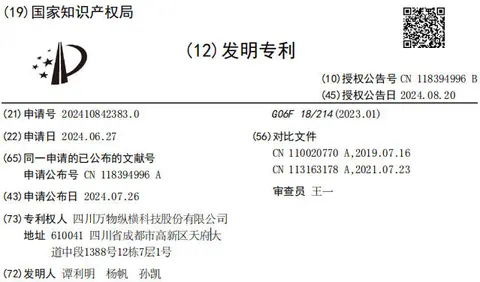 (19)国家知识产权局
(12)发明专利
(10)授权公告号 CN 118394996 B
(45)授权公告日 2024.08.20
(21)申请号 202410842383.0
(22)申请日 2024.06.27
(65)同一申请的已公布的文献号
申请公布号 CN 118394996 A
(43)申请公布日 2024.07.26
(73)专利权人 四川万物纵横科技股份有限公司
地址 610041 四川省成都市高新区天府大
道中段1388号12栋7层1号
(72)发明人 谭利明 杨帆 孙凯
G06F 18/214(2023.01)
(56)对比文件
CN 110020770 A,2019.07.16
CN 113163178 A,2021.07.23
审查员 王一